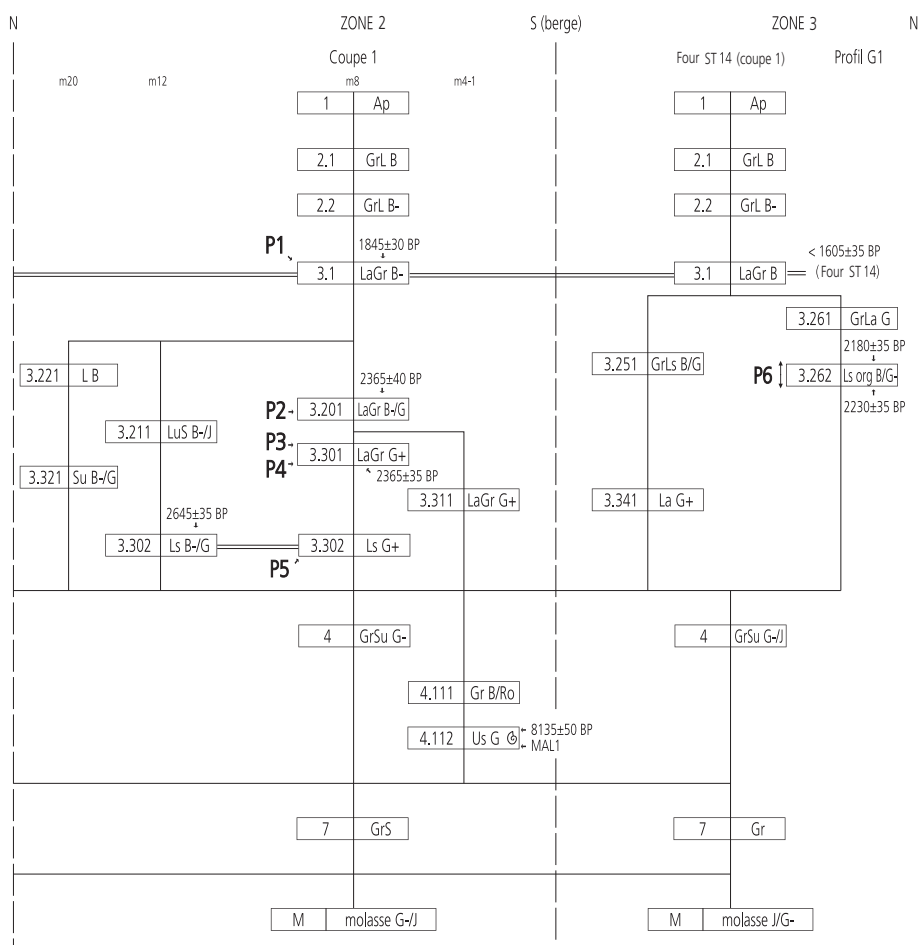 N ZONE 2 S (berge) ZONE 3 N
Coupe 1 Four ST 14 (coupe 1) Profil G1
m20 m12 m8 m4-1
1 Ap 1 Ap
2.1 GrL B 2.1 GrL B
2.2 GrL B- 2.2 GrL B-
P1 1845±30 BP < 1605±35 BP
3.1 LaGr B- 3.1 LaGr B (Four ST 14)
3.261 GrLa G
2180±35 BP
3.251 GrLs B/G
3.221 L B 2365±40 BP P6 3.262 Ls org B/G-
2230±35 BP
P2 3.201 LaGr B-/G
3.211 LuS B-/J
P3
3.301 LaGr G+
P4
3.321 Su B-/G 2365±35 BP
3.311 LaGr G+ 3.341 La G+
2645±35 BP
3.302 Ls B-/G 3.302 Ls G+
P5
4 GrSu G- 4 GrSu G-/J
4.111 Gr B/Ro
8135±50 BP
4.112 Us G
MAL1
7 GrS 7 Gr
M molasse G-/J M molasse J/G-